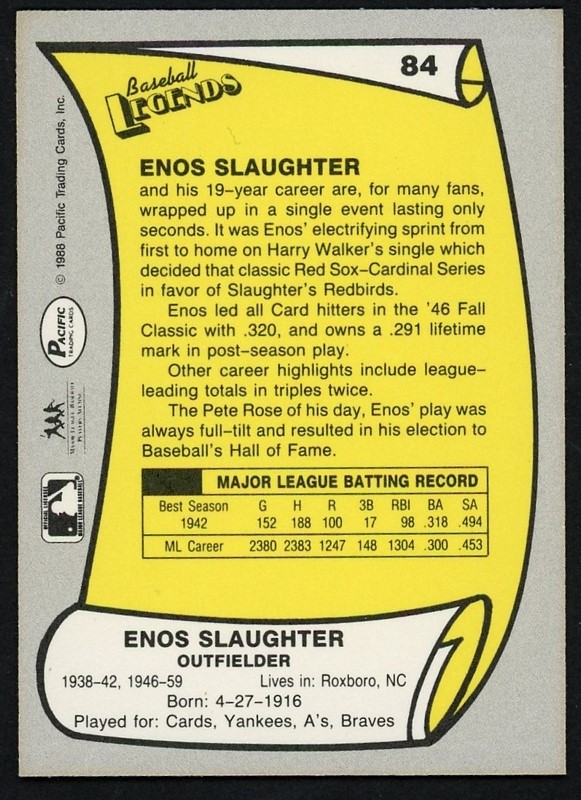 84
Baseball
LEGENDS
ENOS SLAUGHTER
and his 19-year career are, for many fans,
wrapped up in a single event lasting only
seconds. It was Enos' electrifying sprint from
first to home on Harry Walker's single which
decided that classic Red Sox-Cardinal Series
in favor of Slaughter's Redbirds.
Enos led all Card hitters in the '46 Fall
Classic with .320, and owns a .291 lifetime
mark in post-season play.
Other career highlights include league-
leading totals in triples twice.
The Pete Rose of his day, Enos' play was
always full-tilt and resulted in his election to
Baseball's Hall of Fame.
MAJOR LEAGUE BATTING RECORD
Best Season G H R 3B RBI BA SA
1942 152 188 100 17 98 .318 .494
ML Career 2380 2383 1247 148 1304 .300 .453
ENOS SLAUGHTER
OUTFIELDER
1938-42, 1946-59 Lives in: Roxboro, NC
Born: 4-27-1916
Played for: Cards, Yankees, A's, Braves
© 1988 Pacific Trading Cards, Inc.
PACIFIC
TRADING CARDS
MAJOR LEAGUE BASEBALL
OFFICIAL LICENSEE
MAJOR LEAGUE BASEBALL